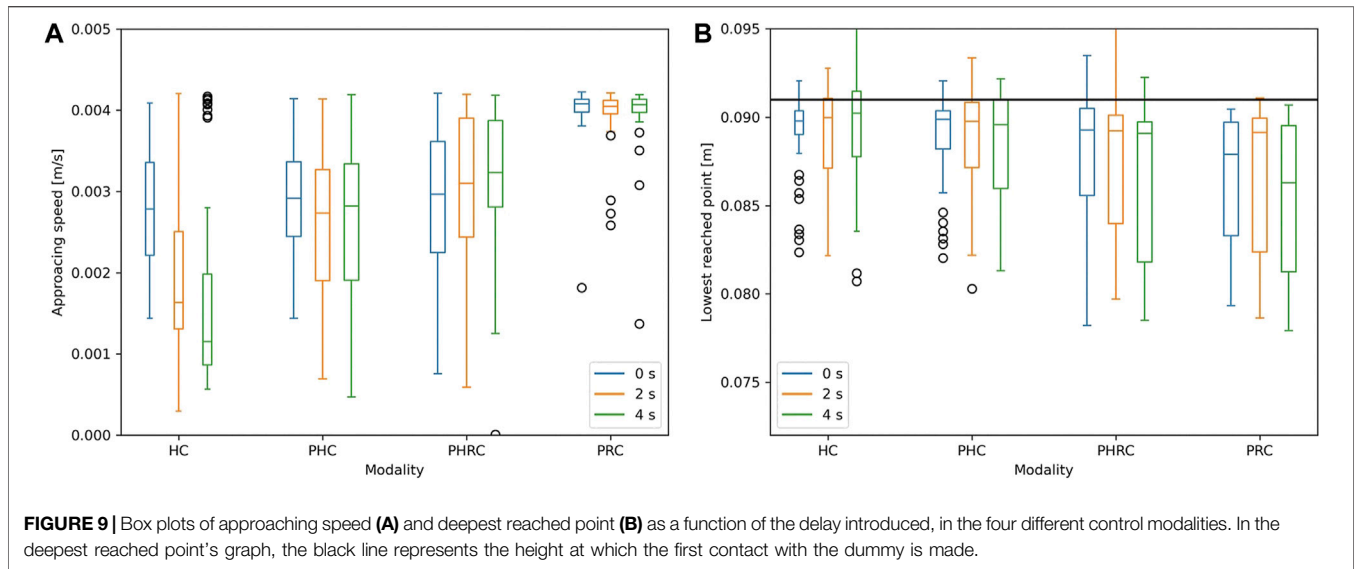 A
Approacing speed [m/s]
0.005
0.004
0.003
0.002
0.001
0.000
HC PHC PHRC PRC
Modality
0 s
2 s
4 s
B
Lowest reached point [m]
0.095
0.090
0.085
0.080
0.075
HC PHC PHRC PRC
Modality
0 s
2 s
4 s
FIGURE 9 | Box plots of approaching speed (A) and deepest reached point (B) as a function of the delay introduced, in the four different control modalities. In the
deepest reached point's graph, the black line represents the height at which the first contact with the dummy is made.